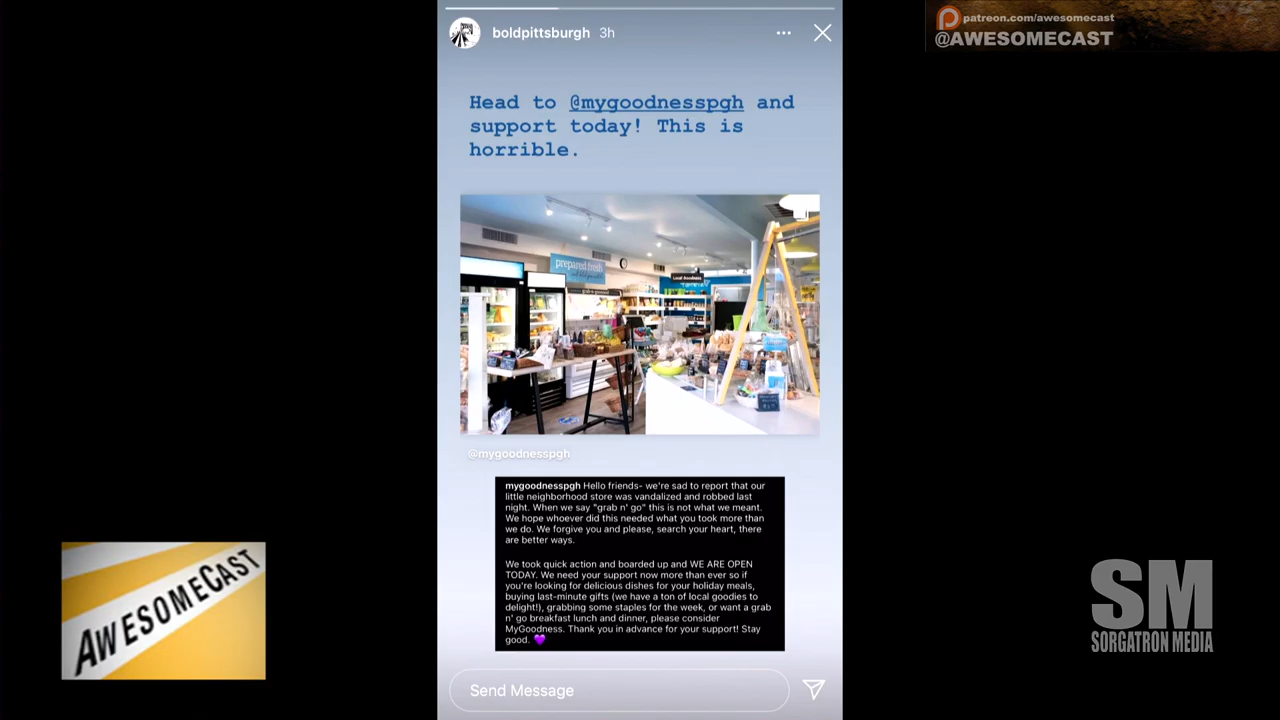 patreon.com/awesomecast
@AWESOMECAST
boldpittsburgh 3h
Head to @mygoodnesspgh and
support today! This is
horrible.
prepared fresh
Local Goodness
@mygoodnesspgh
mygoodnesspgh Hello friends- we're sad to report that our
little neighborhood store was vandalized and robbed last
night. When we say "grab n' go" this is not what we meant.
We hope whoever did this needed what you took more than
we do. We forgive you and please, search your heart, there
are better ways.
We took quick action and boarded up and WE ARE OPEN
TODAY. We need your support now more than ever so if
you're looking for delicious dishes for your holiday meals,
buying last-minute gifts (we have a ton of local goodies to
delight!), grabbing some staples for the week, or want a grab
n' go breakfast lunch and dinner, please consider
MyGoodness. Thank you in advance for your support! Stay
good. 💜
Send Message
AWESOMECAST
SM
SORGATRON MEDIA